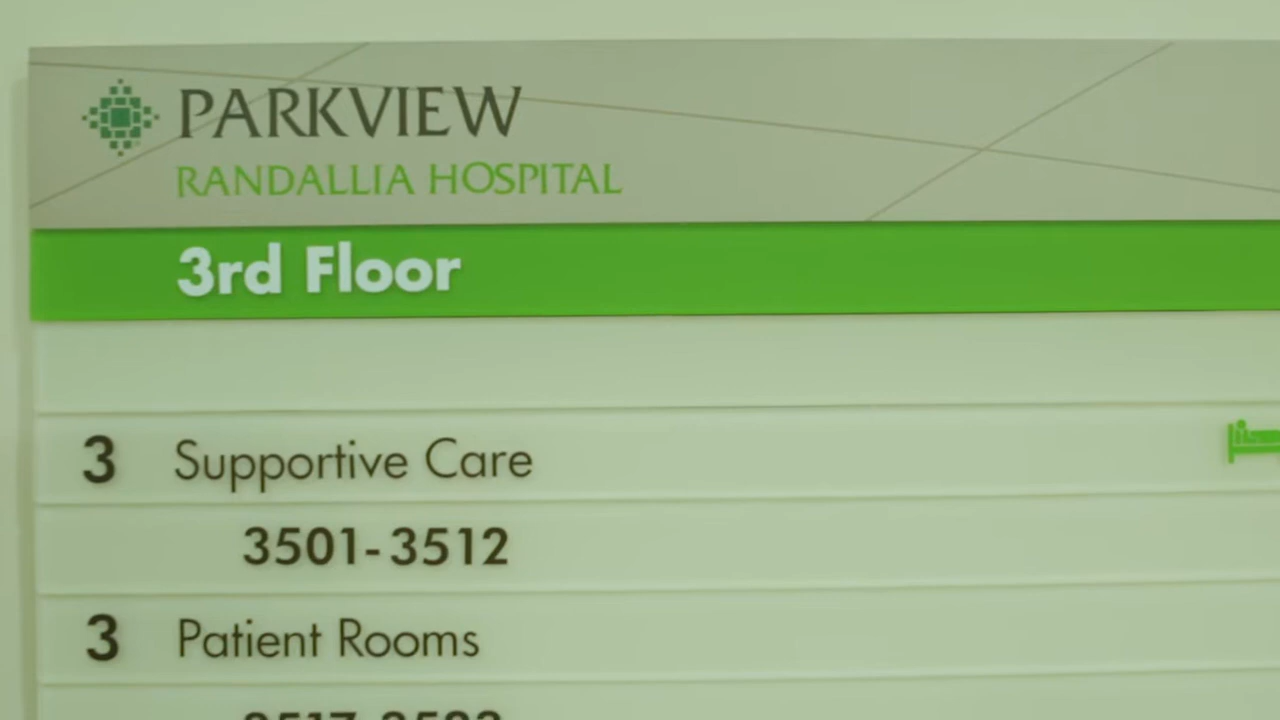 PARKVIEW
RANDALLIA HOSPITAL
3rd Floor
3 Supportive Care
3501-3512
3 Patient Rooms